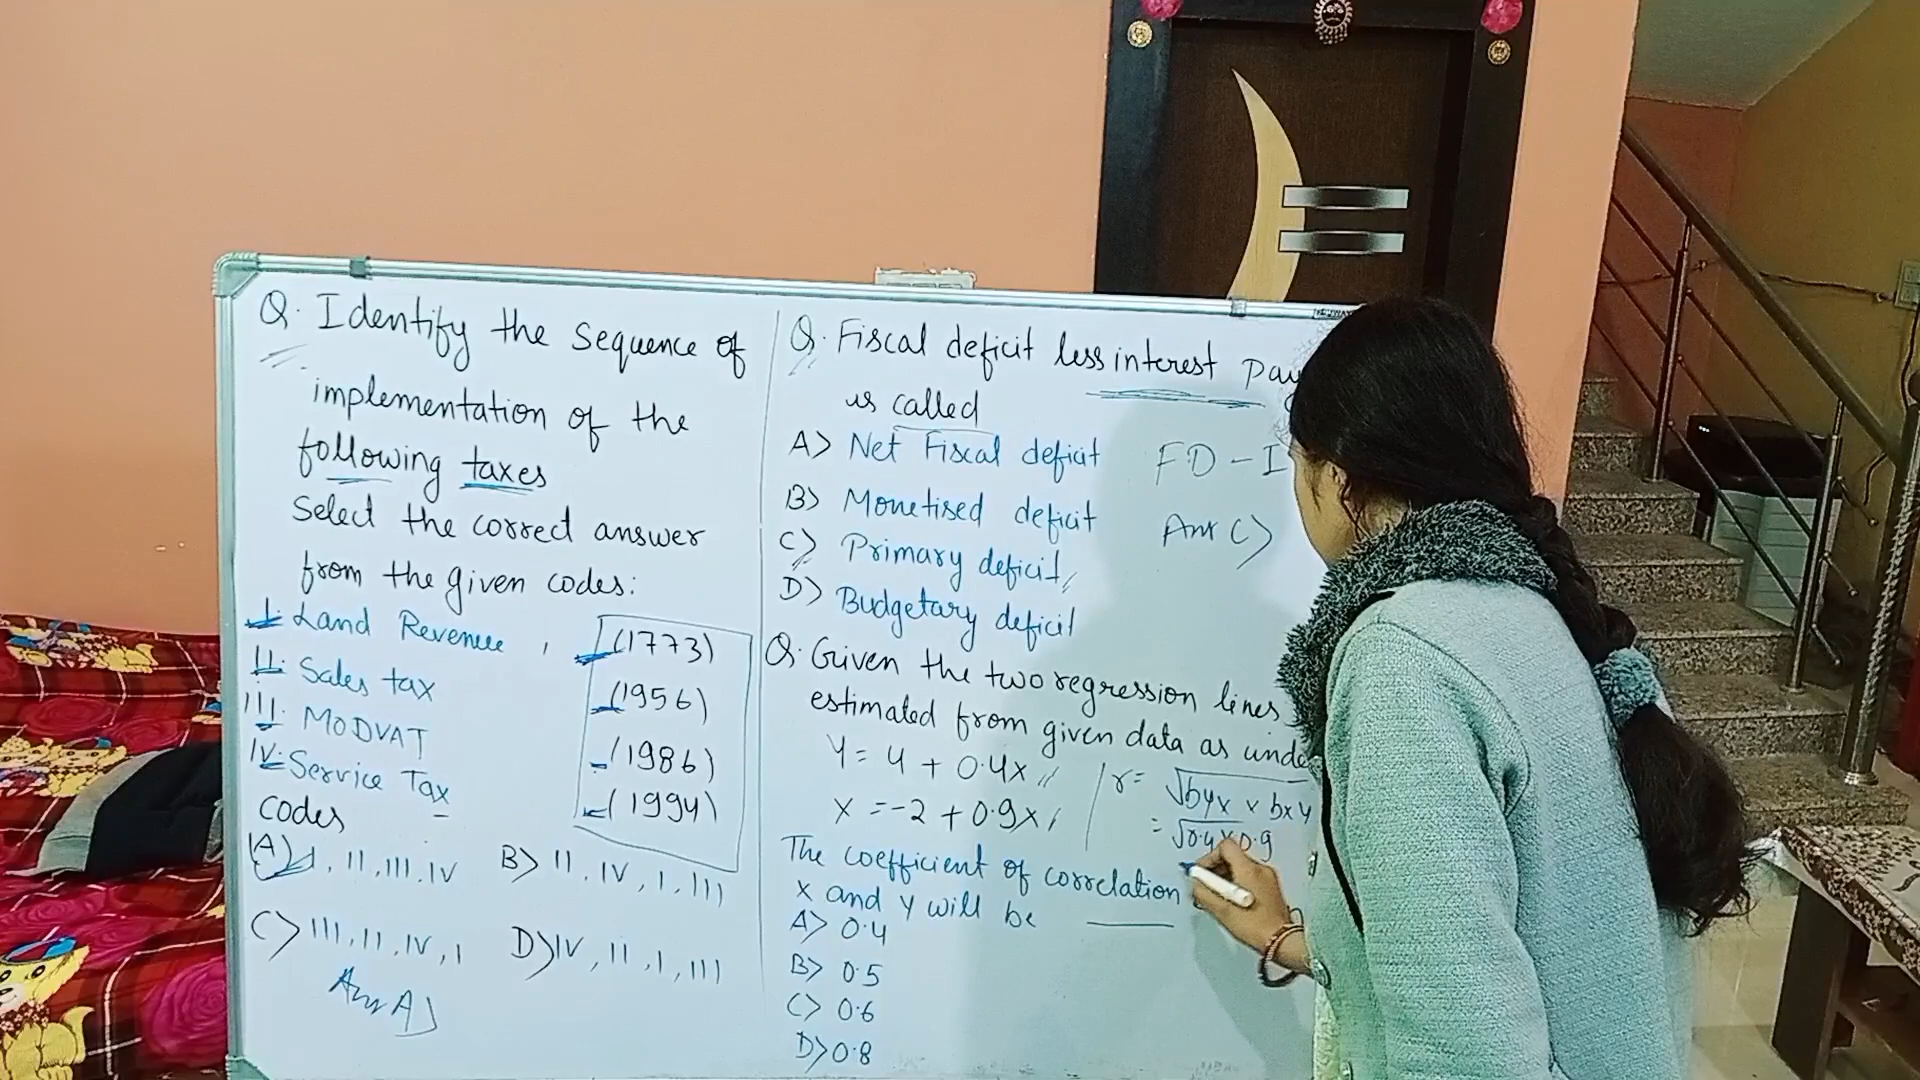 Q. Identify the sequence of
implementation of the
following taxes
Select the correct answer
from the given codes:
I. Land Revenue, (1773)
II. Sales tax (1956)
III. MODVAT (1986)
IV. Service Tax (1994)
codes
(A) I, II, III, IV B) II, IV, I, III
C) III, II, IV, I D) IV, II, I, III
Ans A)
Q. Fiscal deficit less interest
is called
A) Net Fiscal deficit
B) Monetised deficit
C) Primary deficit
D) Budgetary deficit
FD - I
Ans C)
Q. Given the two regression lines
estimated from given data as
Y = 4 + 0.4x
X = -2 + 0.9x
r = √byx × bxy
= √0.4 × 0.9
The coefficient of correlation
X and Y will be ____
A) 0.4
B) 0.5
C) 0.6
D) 0.8